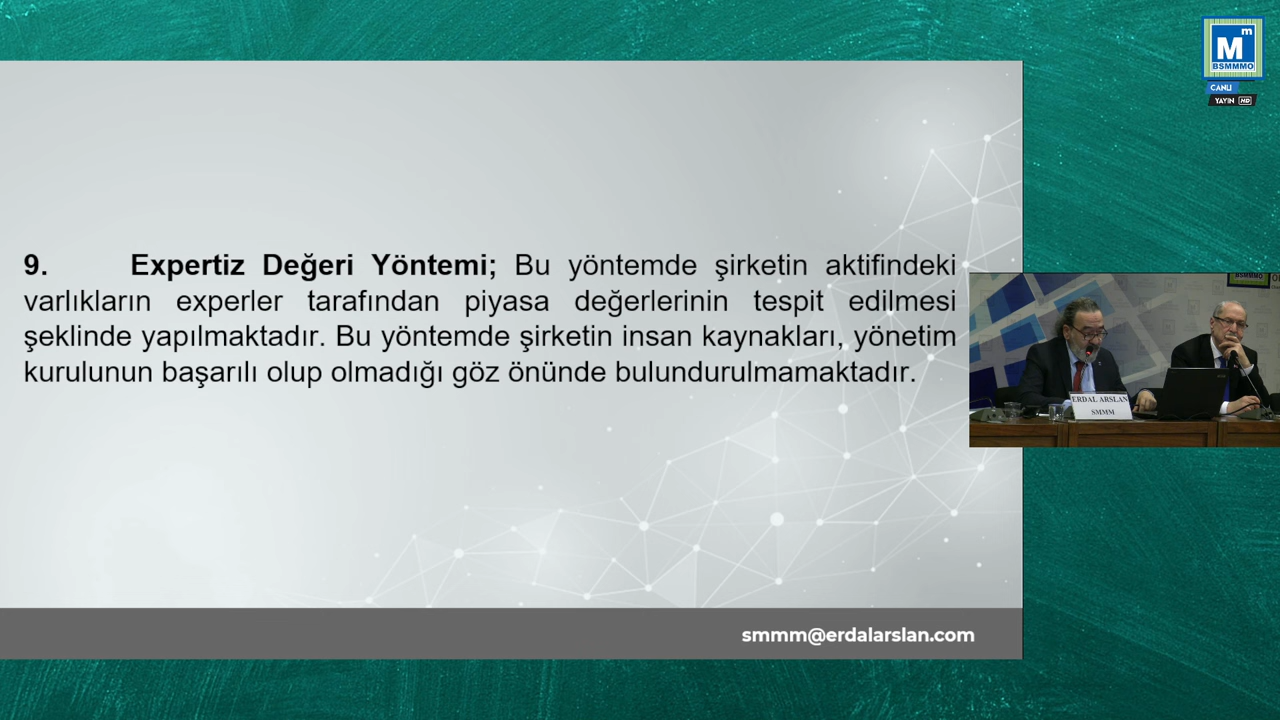 M m
BSMMMO
CANLI
YAYIN HD
9. Expertiz Değeri Yöntemi; Bu yöntemde şirketin aktifindeki
varlıkların experler tarafından piyasa değerlerinin tespit edilmesi
şeklinde yapılmaktadır. Bu yöntemde şirketin insan kaynakları, yönetim
kurulunun başarılı olup olmadığı göz önünde bulundurulmamaktadır.
ERDAL ARSLAN
SMMM
smmm@erdalarslan.com